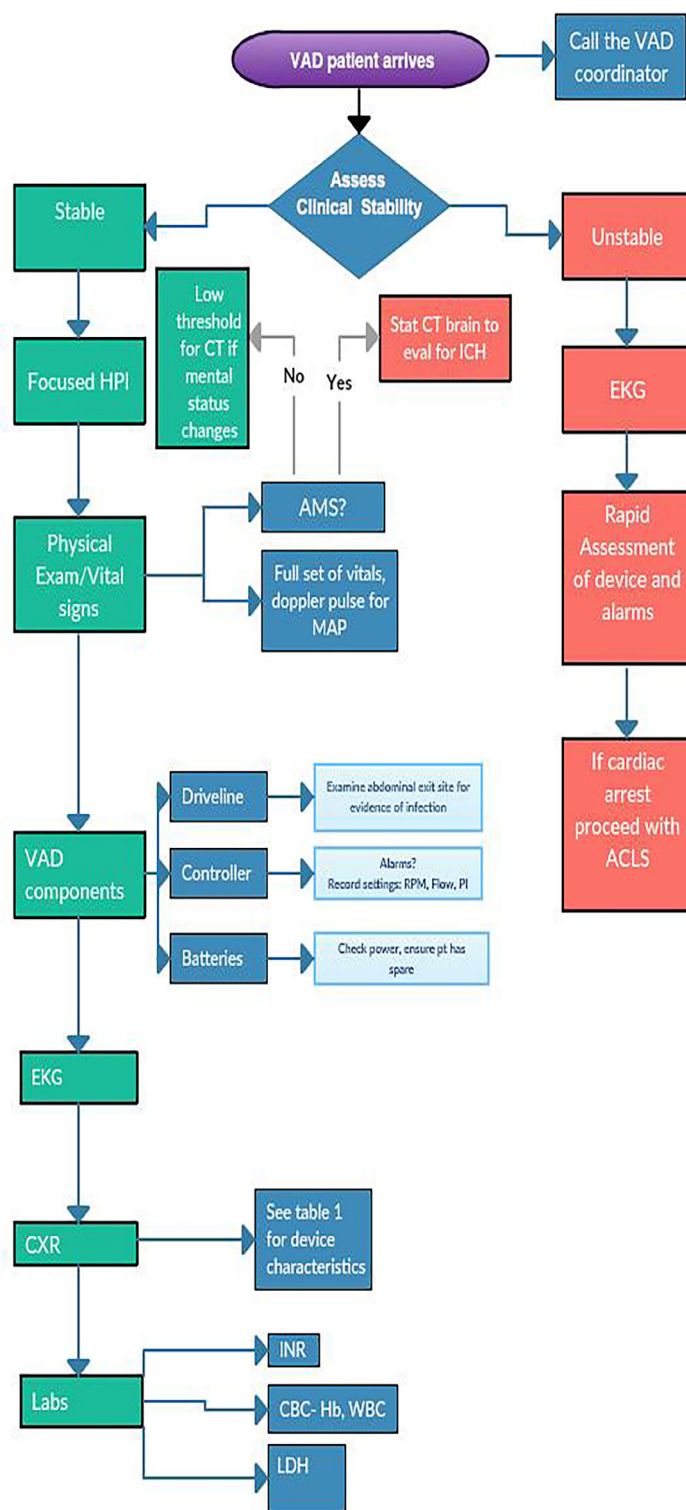 VAD patient arrives
Call the VAD
coordinator
Assess
Clinical Stability
Stable
Unstable
Low
threshold
for CT if
mental
status
changes
Stat CT brain to
eval for ICH
No
Yes
Focused HPI
EKG
AMS?
Physical
Exam/Vital
signs
Full set of vitals,
doppler pulse for
MAP
Rapid
Assessment
of device and
alarms
If cardiac
arrest
proceed with
ACLS
VAD
components
Driveline
Examine abdominal exit site for
evidence of infection
Controller
Alarms?
Record settings: RPM, Flow, PI
Batteries
Check power, ensure pt has
spare
EKG
CXR
See table 1
for device
characteristics
Labs
INR
CBC- Hb, WBC
LDH